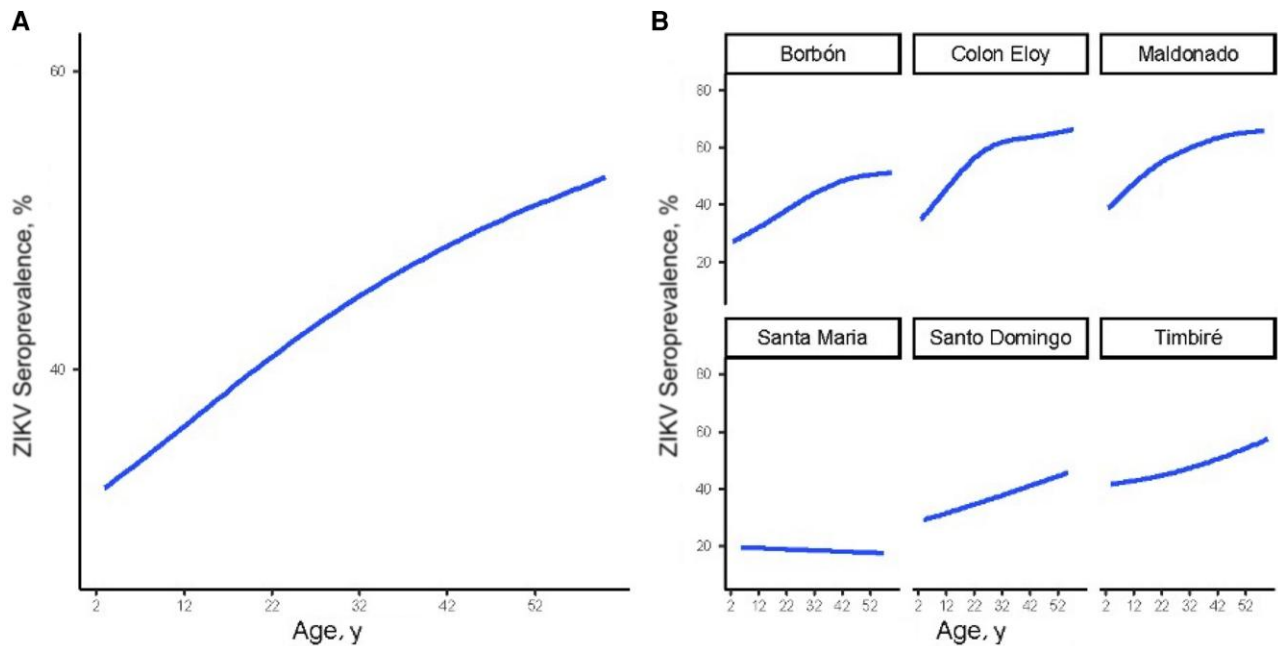 A
60
40
ZIKV Seroprevalence, %
2 12 22 32 42 52
Age, y
B
Borbón Colon Eloy Maldonado
80
60
40
20
ZIKV Seroprevalence, %
Santa Maria Santo Domingo Timbiré
80
60
40
20
2 12 22 32 42 52 2 12 22 32 42 52 2 12 22 32 42 52
Age, y